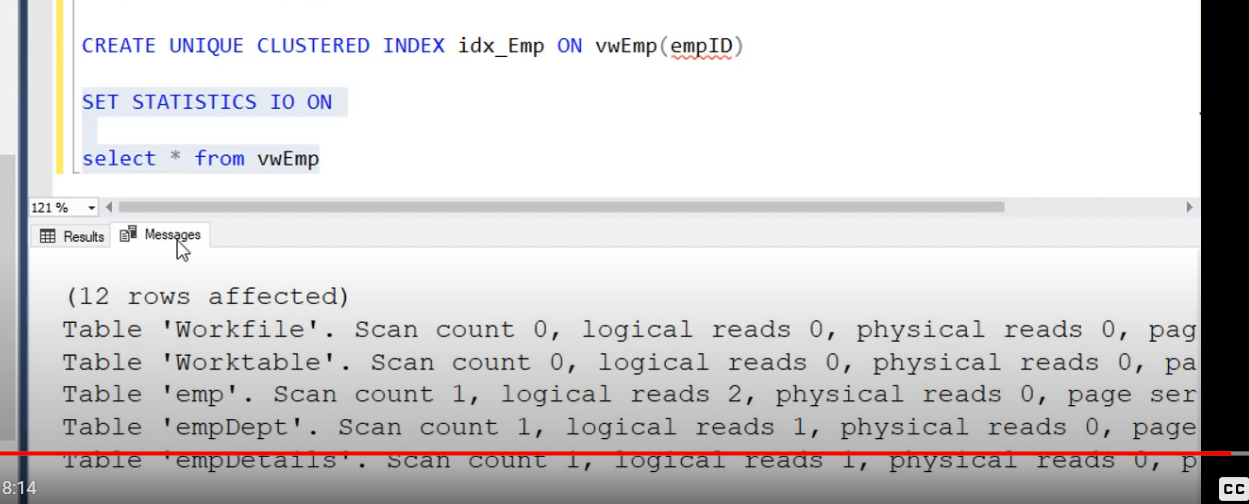 CREATE UNIQUE CLUSTERED INDEX idx_Emp ON vwEmp(empID)
SET STATISTICS IO ON
select * from vwEmp
121 %
Results Messages
(12 rows affected)
Table 'Workfile'. Scan count 0, logical reads 0, physical reads 0, pag
Table 'Worktable'. Scan count 0, logical reads 0, physical reads 0, pa
Table 'emp'. Scan count 1, logical reads 2, physical reads 0, page ser
Table 'empDept'. Scan count 1, logical reads 1, physical reads 0, page
Table 'empDetails'. Scan count 1, logical reads 1, physical reads 0, p
8:14
CC